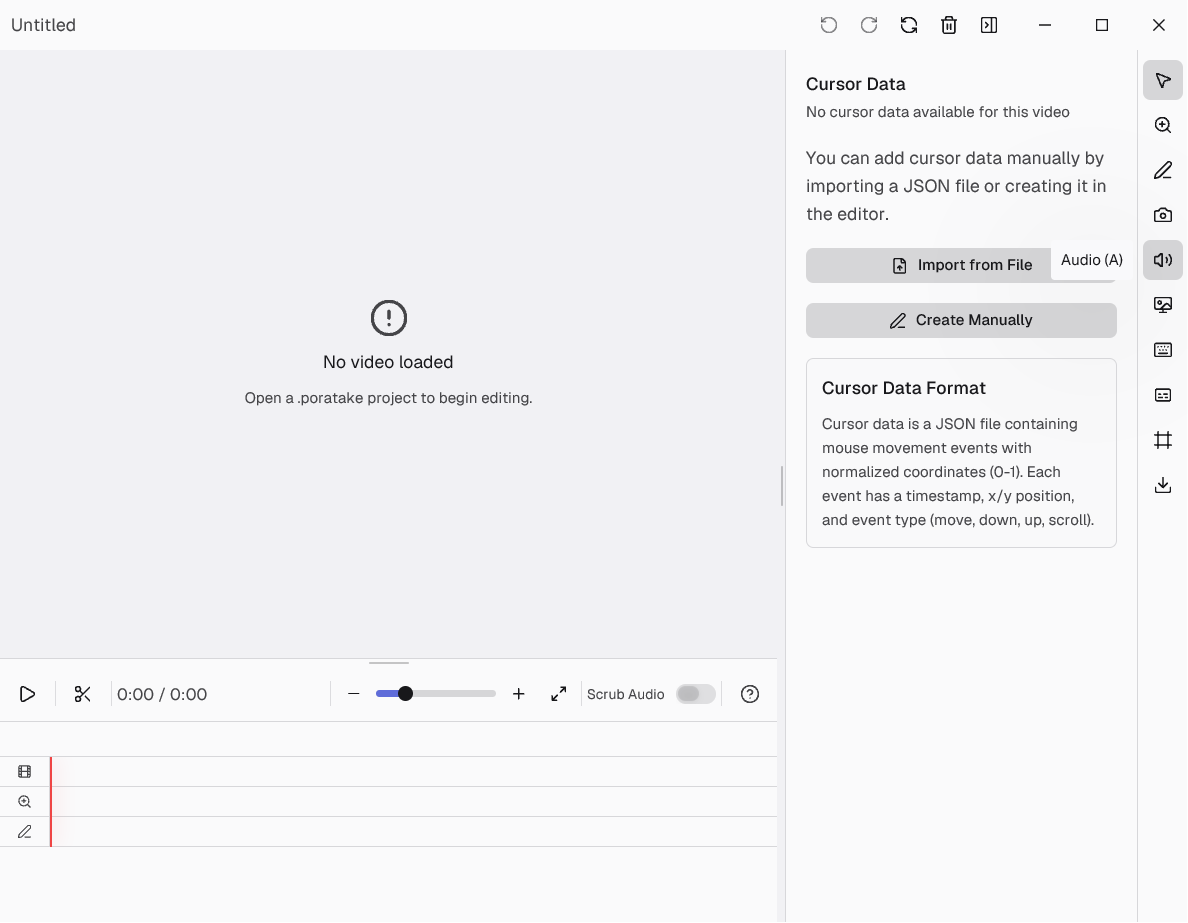 Untitled
Cursor Data
No cursor data available for this video
You can add cursor data manually by
importing a JSON file or creating it in
the editor.
Import from File
Audio (A)
Create Manually
No video loaded
Open a .poratake project to begin editing.
Cursor Data Format
Cursor data is a JSON file containing
mouse movement events with
normalized coordinates (0-1). Each
event has a timestamp, x/y position,
and event type (move, down, up, scroll).
0:00 / 0:00
Scrub Audio